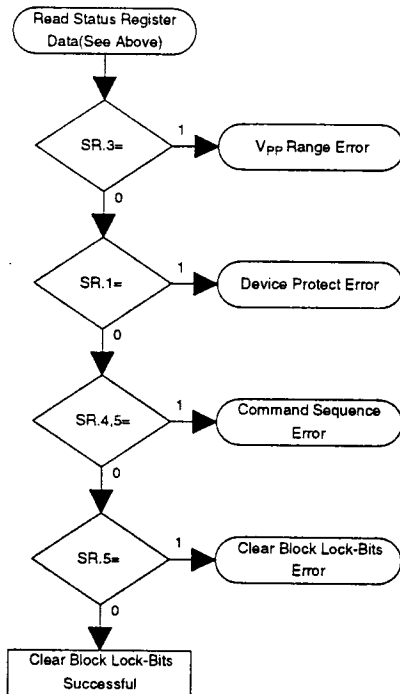 Read Status Register
Data(See Above)
SR.3=
1
VPP Range Error
0
SR.1=
1
Device Protect Error
0
SR.4,5=
1
Command Sequence
Error
0
SR.5=
1
Clear Block Lock-Bits
Error
0
Clear Block Lock-Bits
Successful